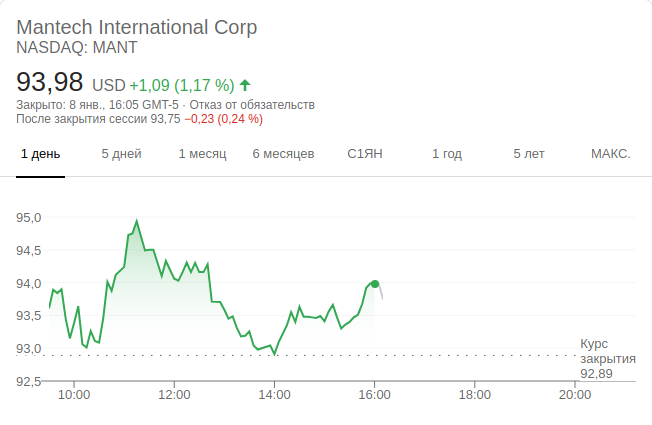 Mantech International Corp
NASDAQ: MANT
93,98 USD +1,09 (1,17 %)
Закрыто: 8 янв., 16:05 GMT-5 · Отказ от обязательств
После закрытия сессии 93,75 −0,23 (0,24 %)
1 день 5 дней 1 месяц 6 месяцев С1ЯН 1 год 5 лет МАКС.
95,0
94,5
94,0
93,5
93,0
92,5
Курс
закрытия
92,89
10:00 12:00 14:00 16:00 18:00 20:00